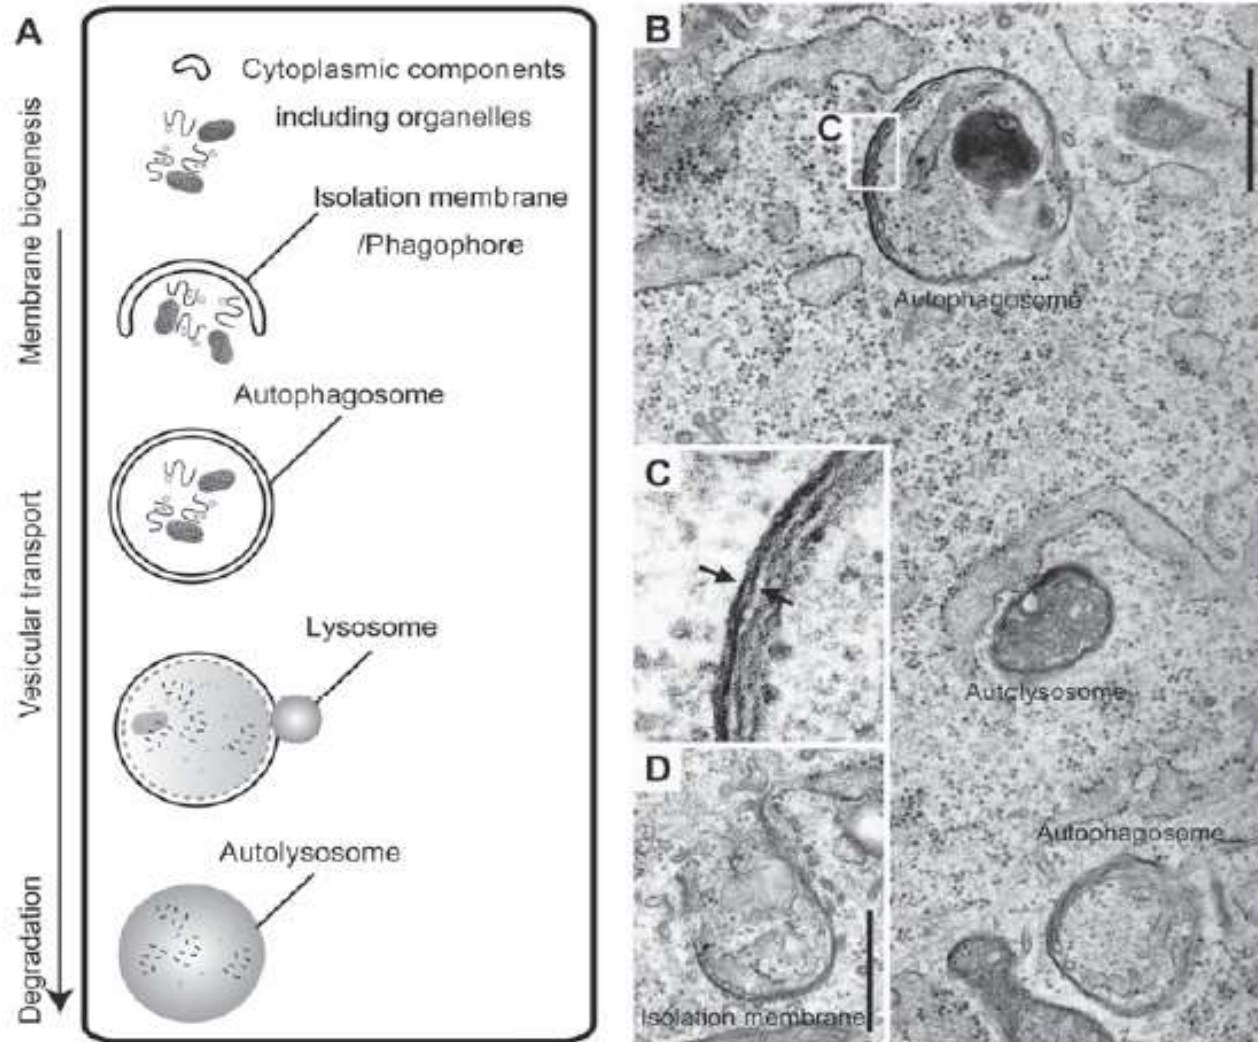 A
Cytoplasmic components
including organelles
Isolation membrane
/Phagophore
Autophagosome
Lysosome
Autolysosome
Membrane biogenesis
Vesicular transport
Degradation
B
C
Autophagosome
Autolysosome
Autophagosome
C
D
Isolation membrane